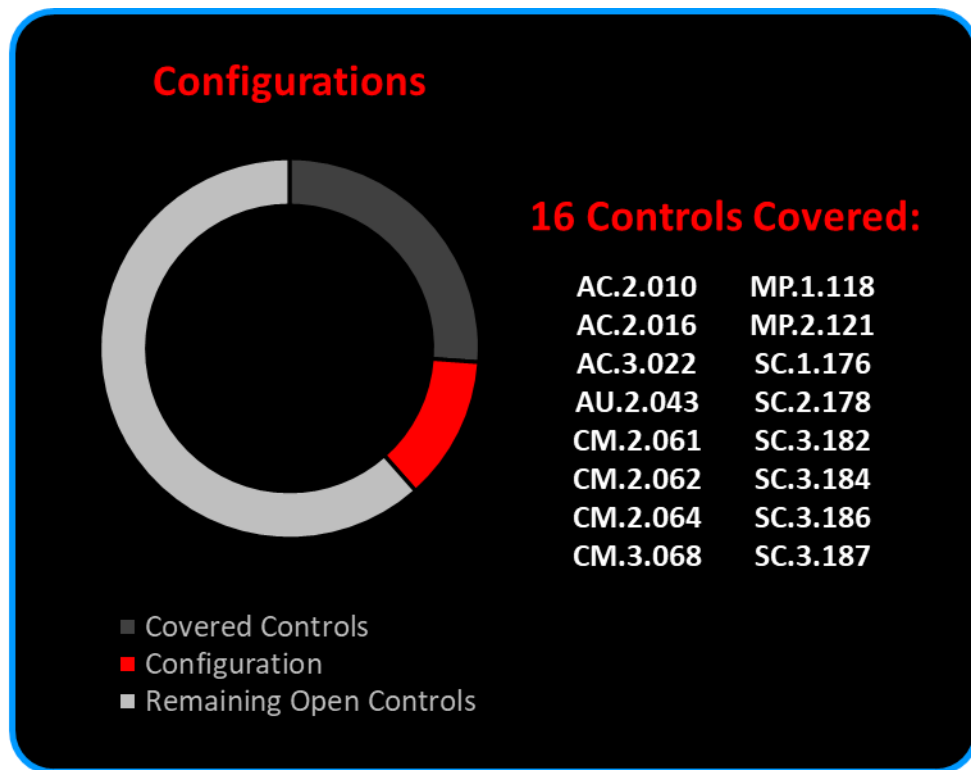 Configurations
16 Controls Covered:
AC.2.010 MP.1.118
AC.2.016 MP.2.121
AC.3.022 SC.1.176
AU.2.043 SC.2.178
CM.2.061 SC.3.182
CM.2.062 SC.3.184
CM.2.064 SC.3.186
CM.3.068 SC.3.187
Covered Controls
Configuration
Remaining Open Controls